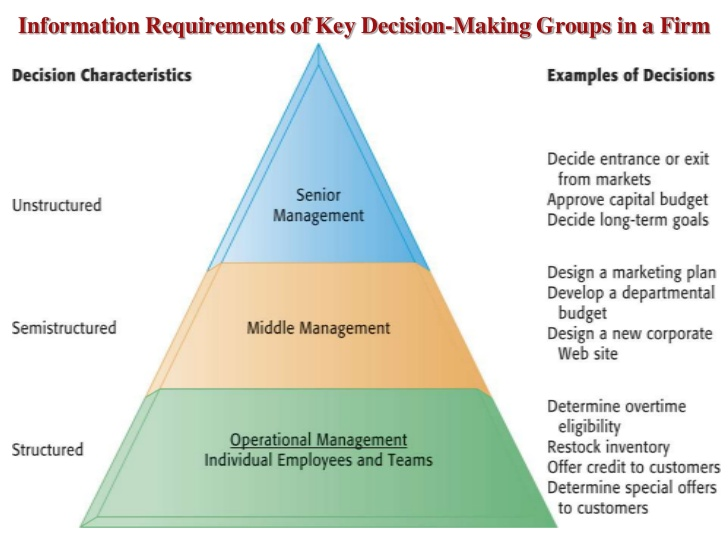 Information Requirements of Key Decision-Making Groups in a Firm
Decision Characteristics
Examples of Decisions
Unstructured
Senior
Management
Decide entrance or exit
from markets
Approve capital budget
Decide long-term goals
Semistructured
Middle Management
Design a marketing plan
Develop a departmental
budget
Design a new corporate
Web site
Structured
Operational Management
Individual Employees and Teams
Determine overtime
eligibility
Restock inventory
Offer credit to customers
Determine special offers
to customers